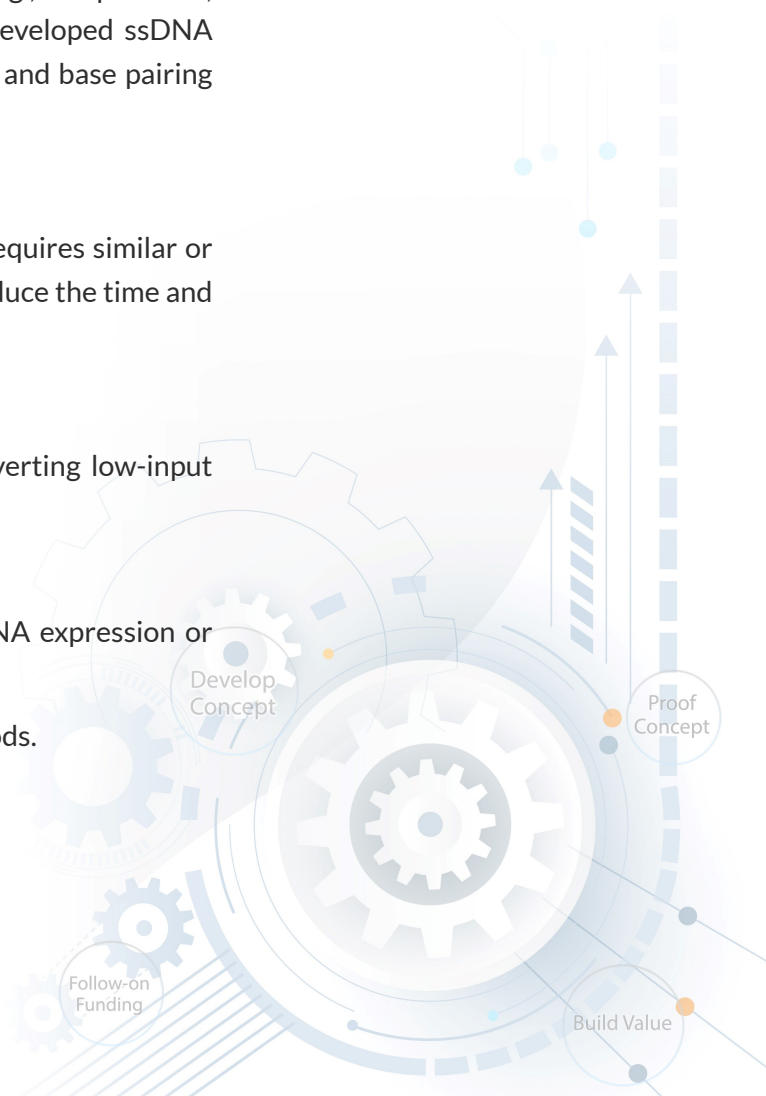 eveloped ssDNA
and base pairing
equires similar or
luce the time and
verting low-input
NA expression or
Develop
Concept
Proof
Concept
ods.
Follow-on
Funding
Build Value